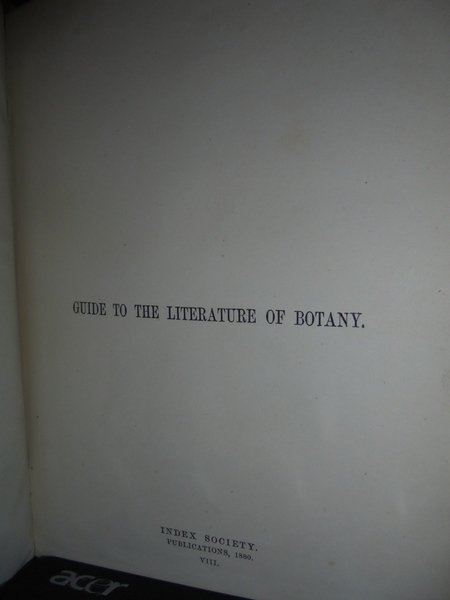 GUIDE TO THE LITERATURE OF BOTANY.
INDEX SOCIETY.
PUBLICATIONS, 1880.
VIII.
acer